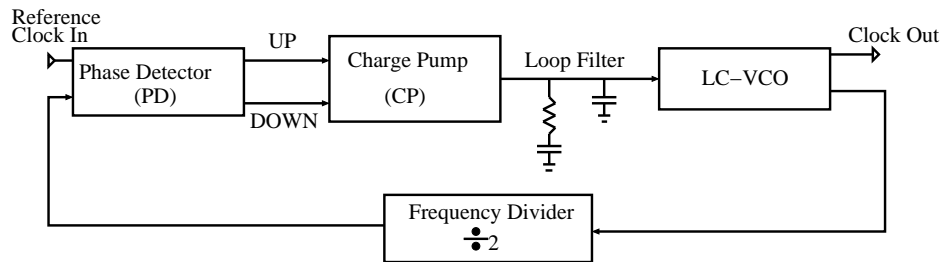 Reference
Clock In
UP
Phase Detector
(PD)
DOWN
Charge Pump
(CP)
Loop Filter
LC−VCO
Clock Out
Frequency Divider
÷2